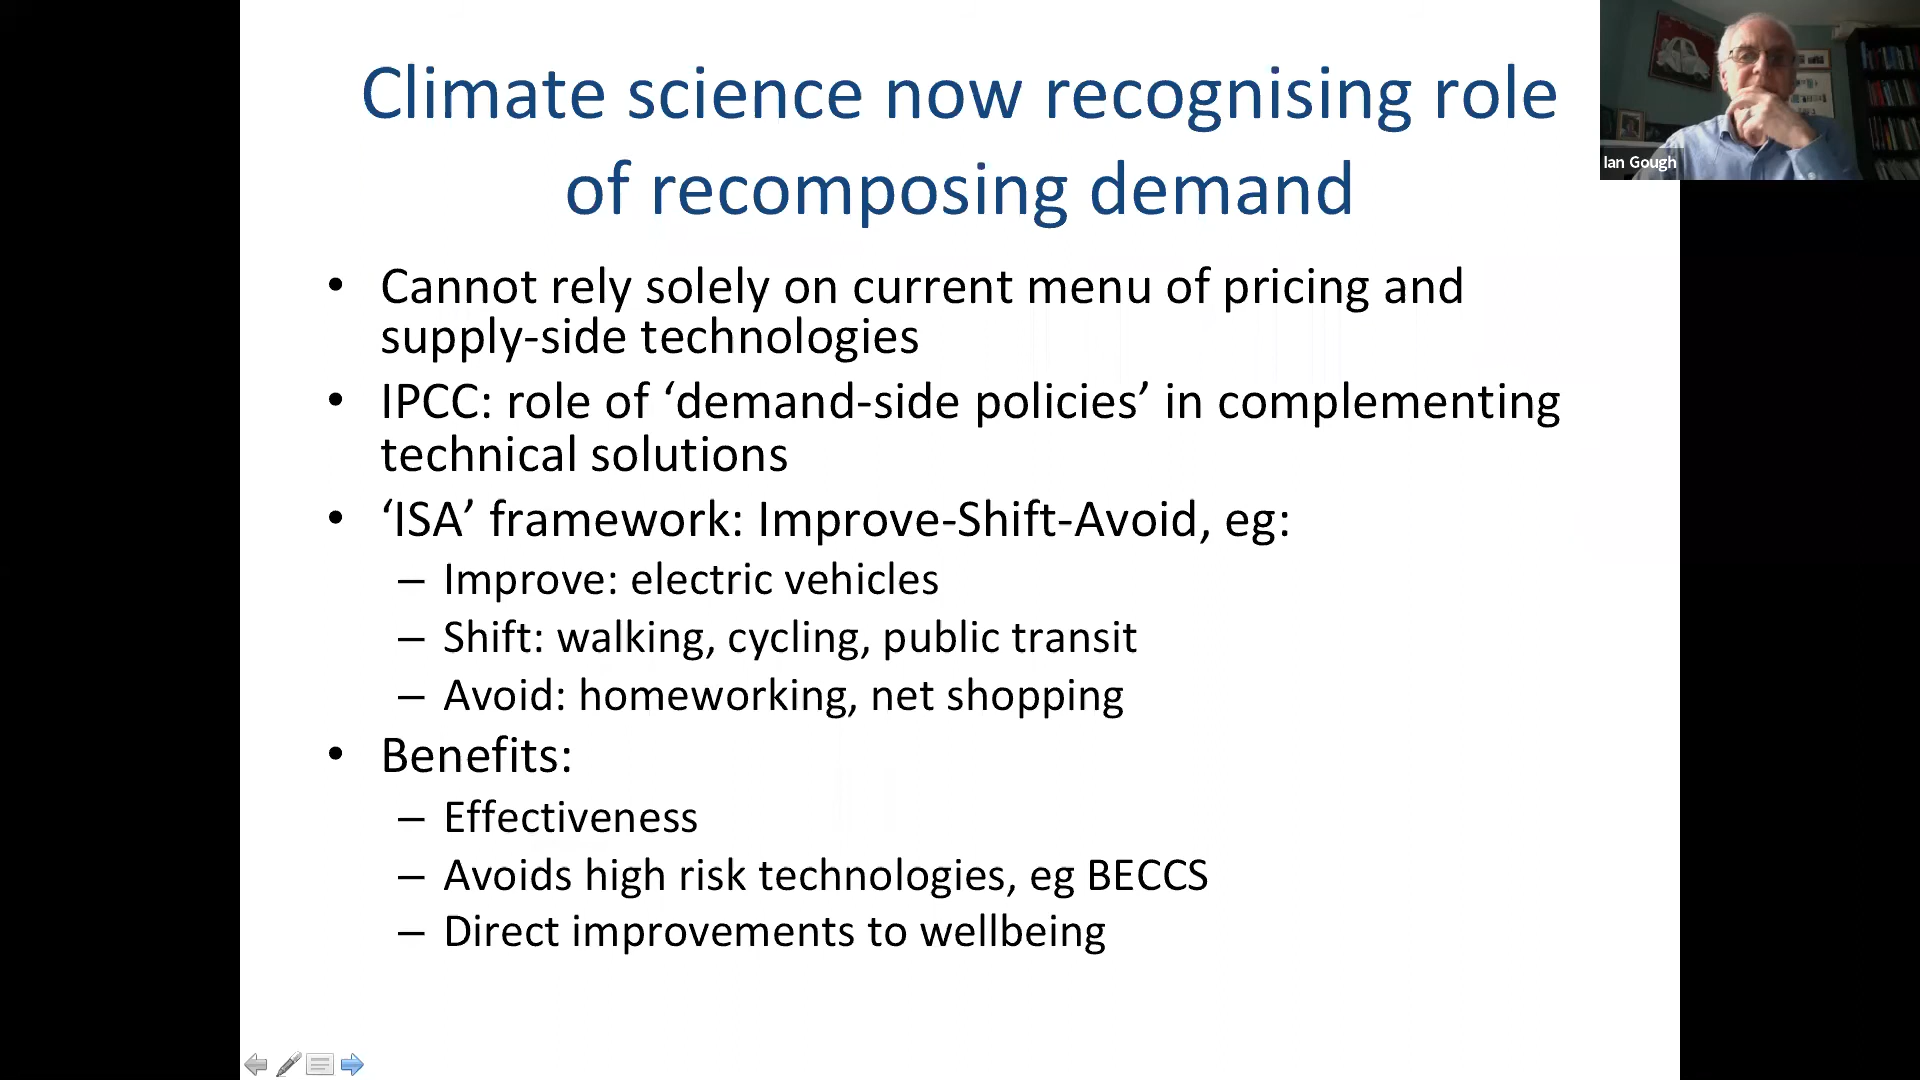 Climate science now recognising role
of recomposing demand
Ian Gough
• Cannot rely solely on current menu of pricing and
supply-side technologies
• IPCC: role of ‘demand-side policies’ in complementing
technical solutions
• ‘ISA’ framework: Improve-Shift-Avoid, eg:
– Improve: electric vehicles
– Shift: walking, cycling, public transit
– Avoid: homeworking, net shopping
• Benefits:
– Effectiveness
– Avoids high risk technologies, eg BECCS
– Direct improvements to wellbeing